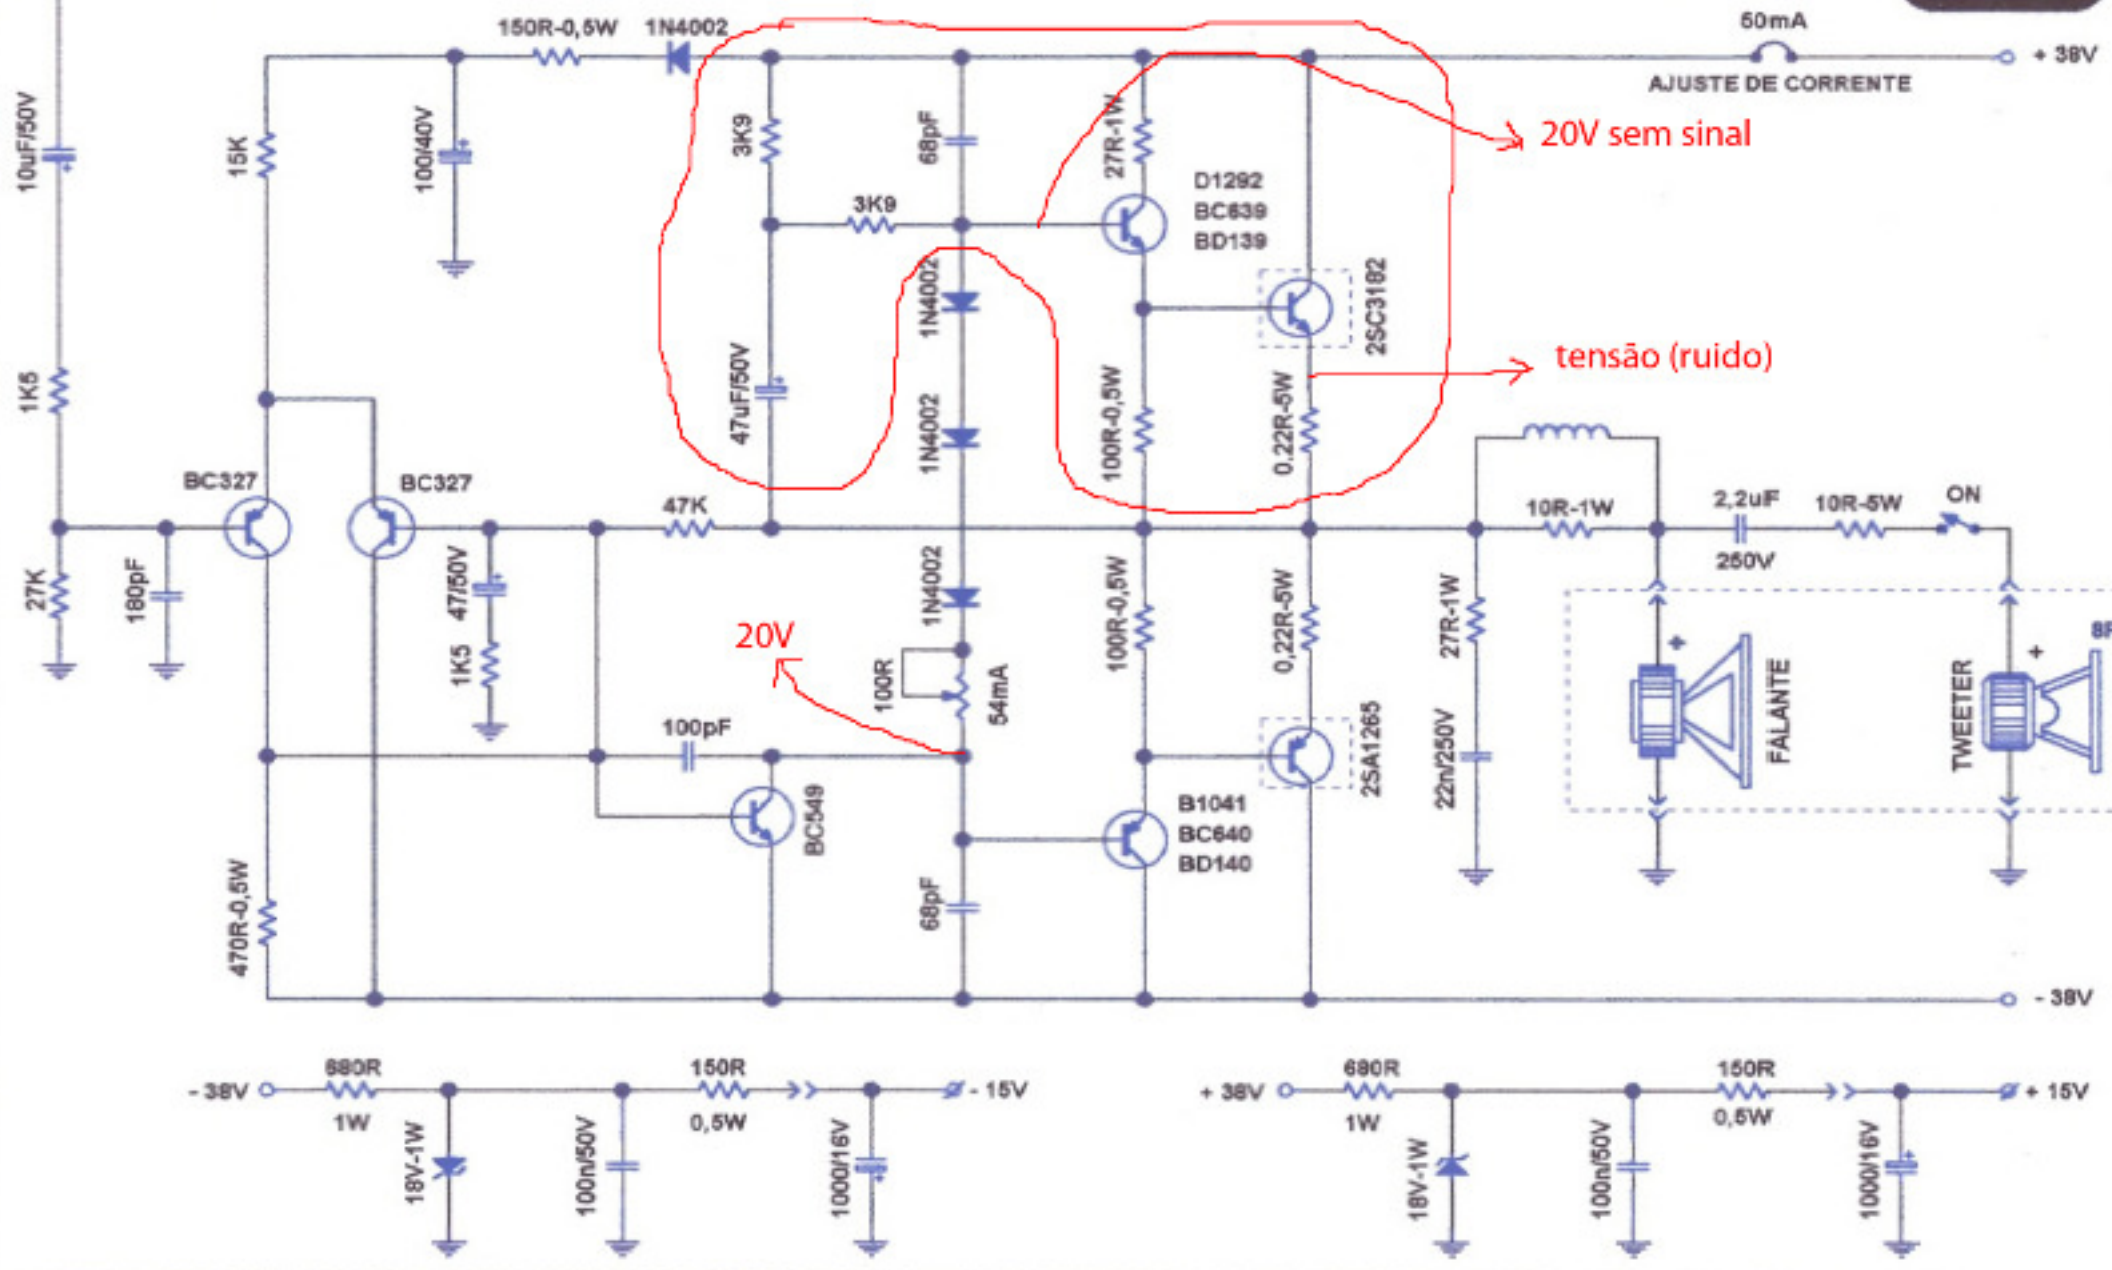 50mA
150R-0,5W
1N4002
+ 38V
AJUSTE DE CORRENTE
10uF/50V
15K
100/40V
3K9
68pF
27R-1W
20V sem sinal
D1292
BC639
BD139
3K9
1N4002
2SC3182
tensão (ruido)
1K5
47uF/50V
1N4002
100R-0,5W
0.22R-5W
BC327
BC327
47K
10R-1W
2,2uF
250V
10R-5W
ON
27K
180pF
47/50V
1K5
1N4002
100R-0,5W
0,22R-5W
27R-1W
20V
100R
54mA
100pF
BC549
2SA1265
22n/250V
FALANTE
+
TWEETER
+
B1041
BC640
BD140
470R-0,5W
68pF
- 38V
- 38V
680R
1W
18V-1W
100n/50V
150R
0,5W
1000/16V
- 15V
+ 38V
680R
1W
18V-1W
100n/50V
150R
0,5W
1000/16V
+ 15V